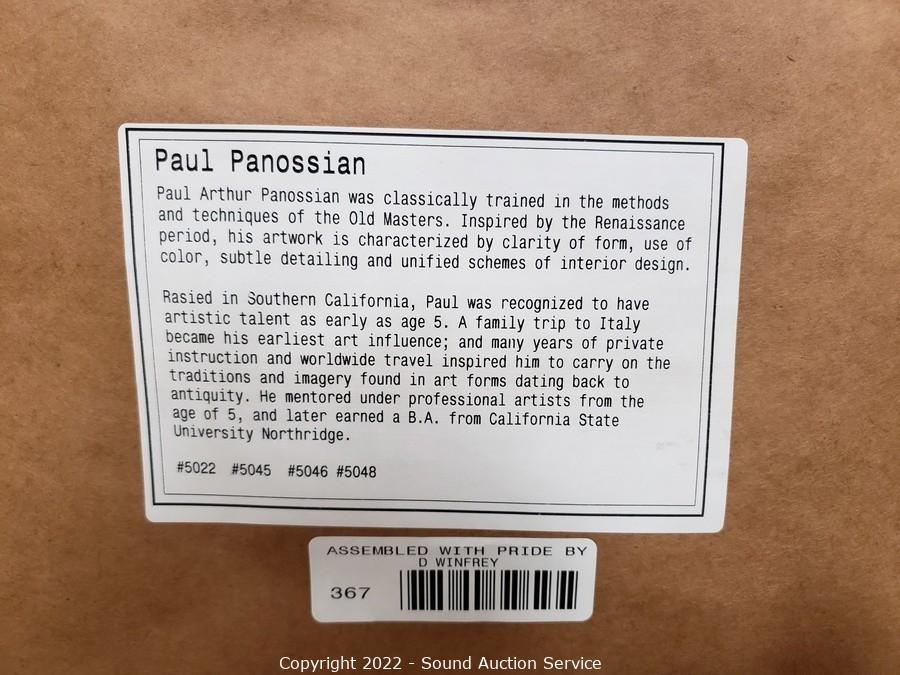 Paul Panossian
Paul Arthur Panossian was classically trained in the methods
and techniques of the Old Masters. Inspired by the Renaissance
period, his artwork is characterized by clarity of form, use of
color, subtle detailing and unified schemes of interior design.
Rasied in Southern California, Paul was recognized to have
artistic talent as early as age 5. A family trip to Italy
became his earliest art influence; and many years of private
instruction and worldwide travel inspired him to carry on the
traditions and imagery found in art forms dating back to
antiquity. He mentored under professional artists from the
age of 5, and later earned a B.A. from California State
University Northridge.
#5022 #5045 #5046 #5048
ASSEMBLED WITH PRIDE BY
D WINFREY
367
Copyright 2022 - Sound Auction Service